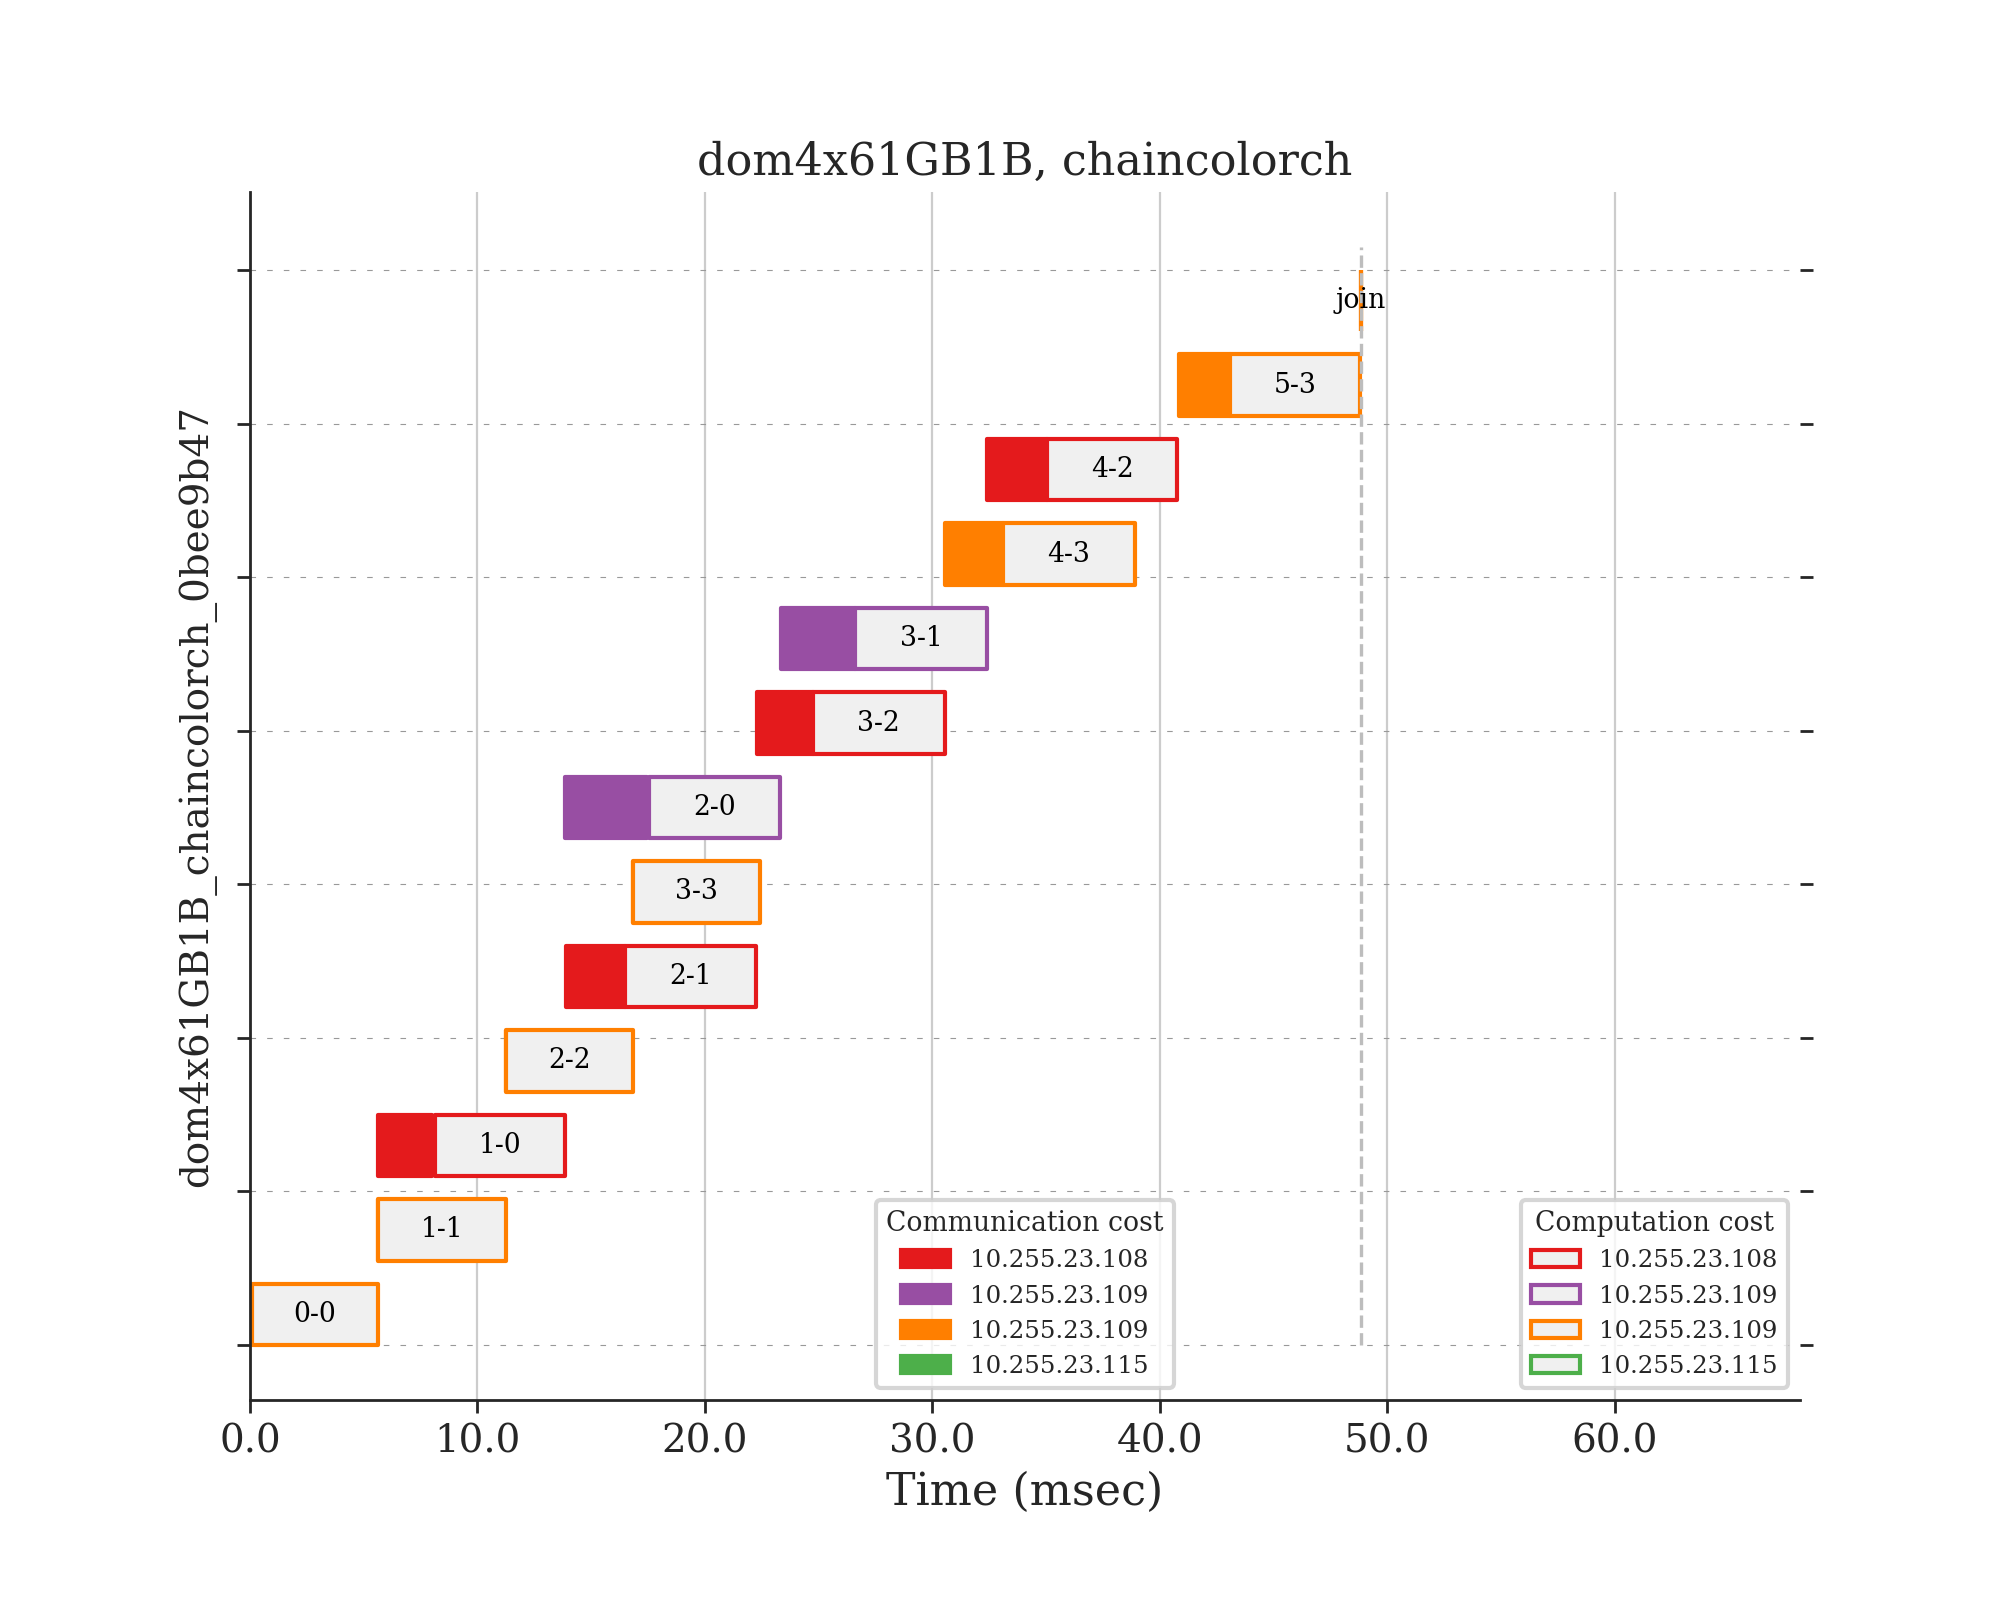 dom4x61GB1B, chaincolorch
dom4x61GB1B_chaincolorch_0bee9b47
join
5-3
4-2
4-3
3-1
3-2
2-0
3-3
2-1
2-2
1-0
1-1
0-0
Communication cost
10.255.23.108
10.255.23.109
10.255.23.109
10.255.23.115
Computation cost
10.255.23.108
10.255.23.109
10.255.23.109
10.255.23.115
0.0 10.0 20.0 30.0 40.0 50.0 60.0
Time (msec)